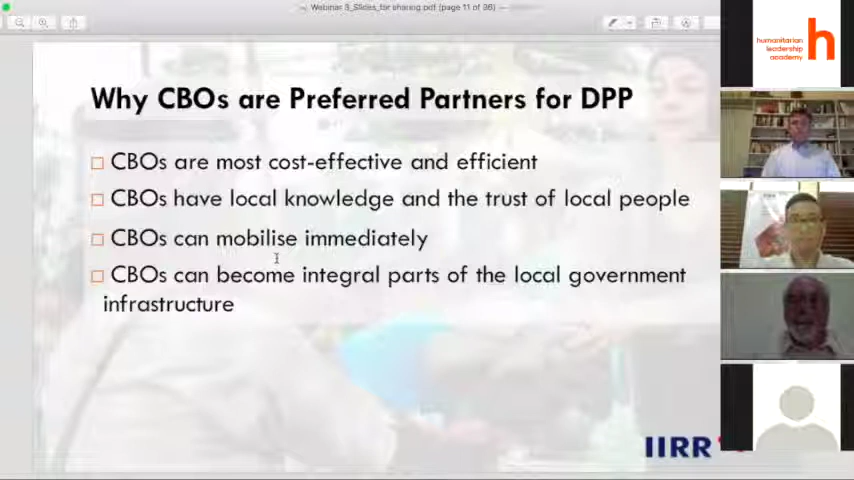 Webinar 3_Slides_for sharing.pdf (page 11 of 36)
Why CBOs are Preferred Partners for DPP
CBOs are most cost-effective and efficient
CBOs have local knowledge and the trust of local people
CBOs can mobilise immediately
CBOs can become integral parts of the local government
infrastructure
IIRR
humanitarian
leadership
academy
h